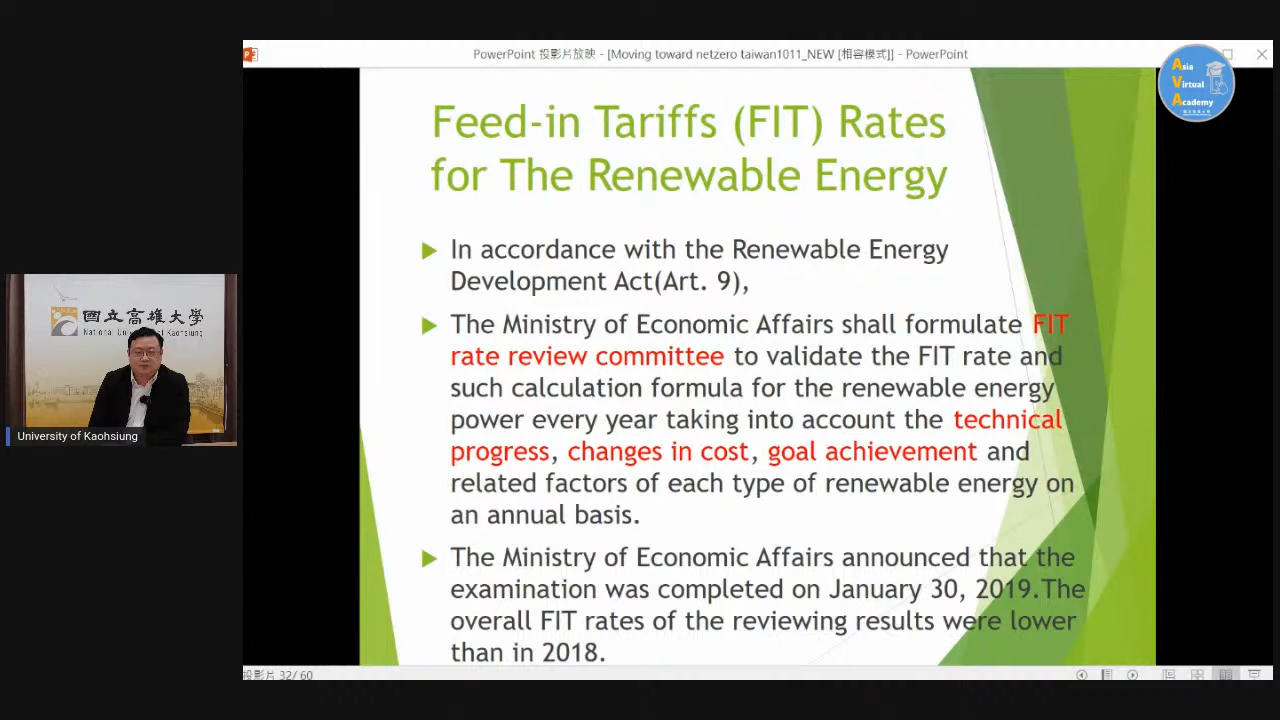 PowerPoint 投影片放映 - [Moving toward netzero taiwan1011_NEW [相容模式]] - PowerPoint
Asia
Virtual
Academy
Feed-in Tariffs (FIT) Rates
for The Renewable Energy
In accordance with the Renewable Energy
Development Act(Art. 9),
The Ministry of Economic Affairs shall formulate FIT
rate review committee to validate the FIT rate and
such calculation formula for the renewable energy
power every year taking into account the technical
progress, changes in cost, goal achievement and
related factors of each type of renewable energy on
an annual basis.
The Ministry of Economic Affairs announced that the
examination was completed on January 30, 2019.The
overall FIT rates of the reviewing results were lower
than in 2018.
國立高雄大學
National University of Kaohsiung
University of Kaohsiung
投影片 32/60